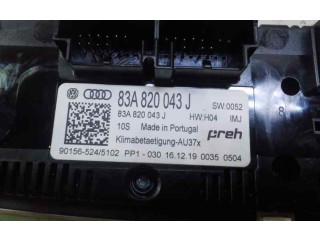 83A 820 043 J
SW:0052
83A 820 043 J
HW:H04 IMJ
10S Made in Portugal
preh
Klimabetaetigung-AU37x
90156-524/5102 PP1-030 16.12.19 0035 0504